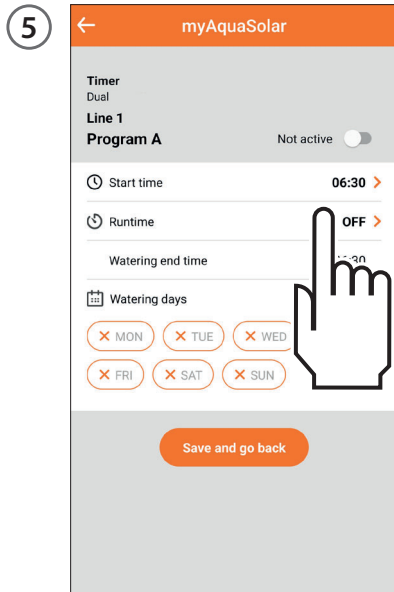 5
myAquaSolar
Timer
Dual
Line 1
Program A Not active
Start time 06:30
Runtime OFF
Watering end time :30
Watering days
MON TUE WED
FRI SAT SUN
Save and go back